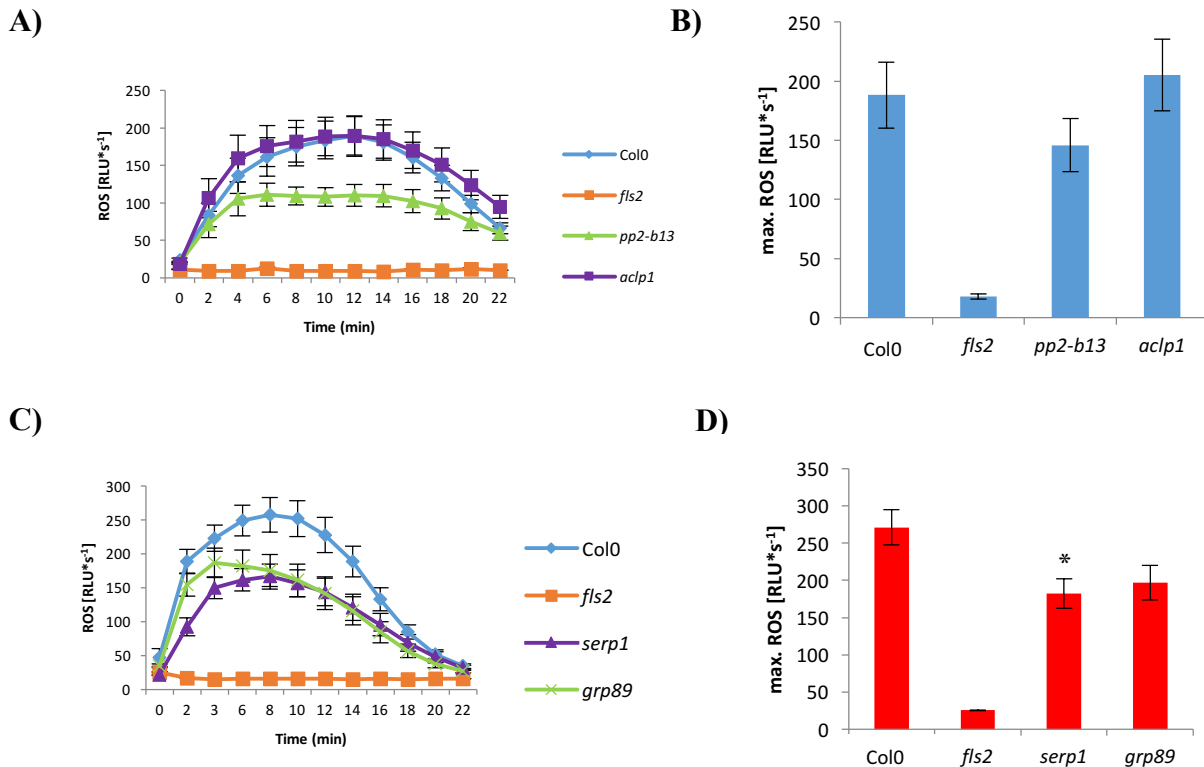 A)
ROS [RLU*s-1]
250
200
150
100
50
0
0 2 4 6 8 10 12 14 16 18 20 22
Time (min)
Col0
fls2
pp2-b13
aclp1
B)
max. ROS [RLU*s-1]
250
200
150
100
50
0
Col0 fls2 pp2-b13 aclp1
C)
ROS [RLU*s-1]
300
250
200
150
100
50
0
0 2 3 6 8 10 12 14 16 18 20 22
Time (min)
Col0
fls2
serp1
grp89
D)
max. ROS [RLU*s-1]
350
300
250
200
150
100
50
0
*
Col0 fls2 serp1 grp89